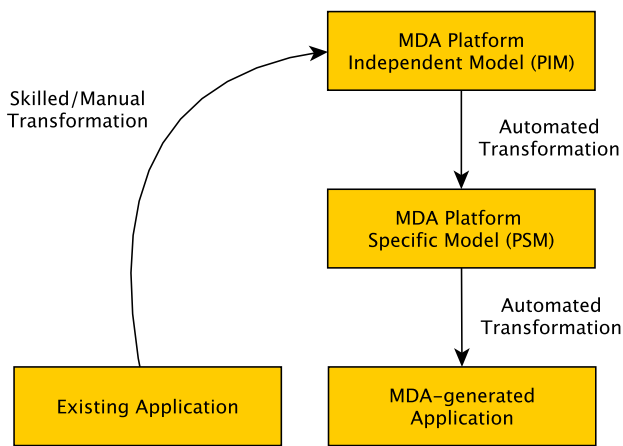 MDA Platform
Independent Model (PIM)
Skilled/Manual
Transformation
Automated
Transformation
MDA Platform
Specific Model (PSM)
Automated
Transformation
Existing Application
MDA-generated
Application